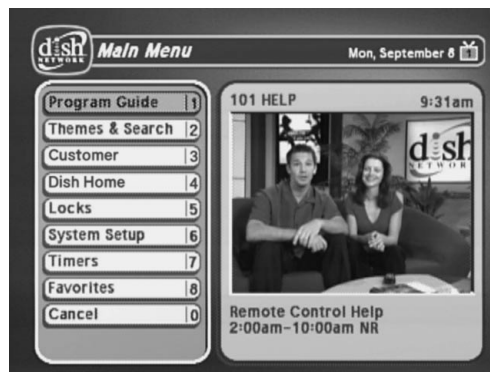 dish
NETWORK
Main Menu
Mon, September 8
1
Program Guide 1
Themes & Search 2
Customer 3
Dish Home 4
Locks 5
System Setup 6
Timers 7
Favorites 8
Cancel 0
101 HELP 9:31am
dish
NETWOR
Remote Control Help
2:00am-10:00am NR